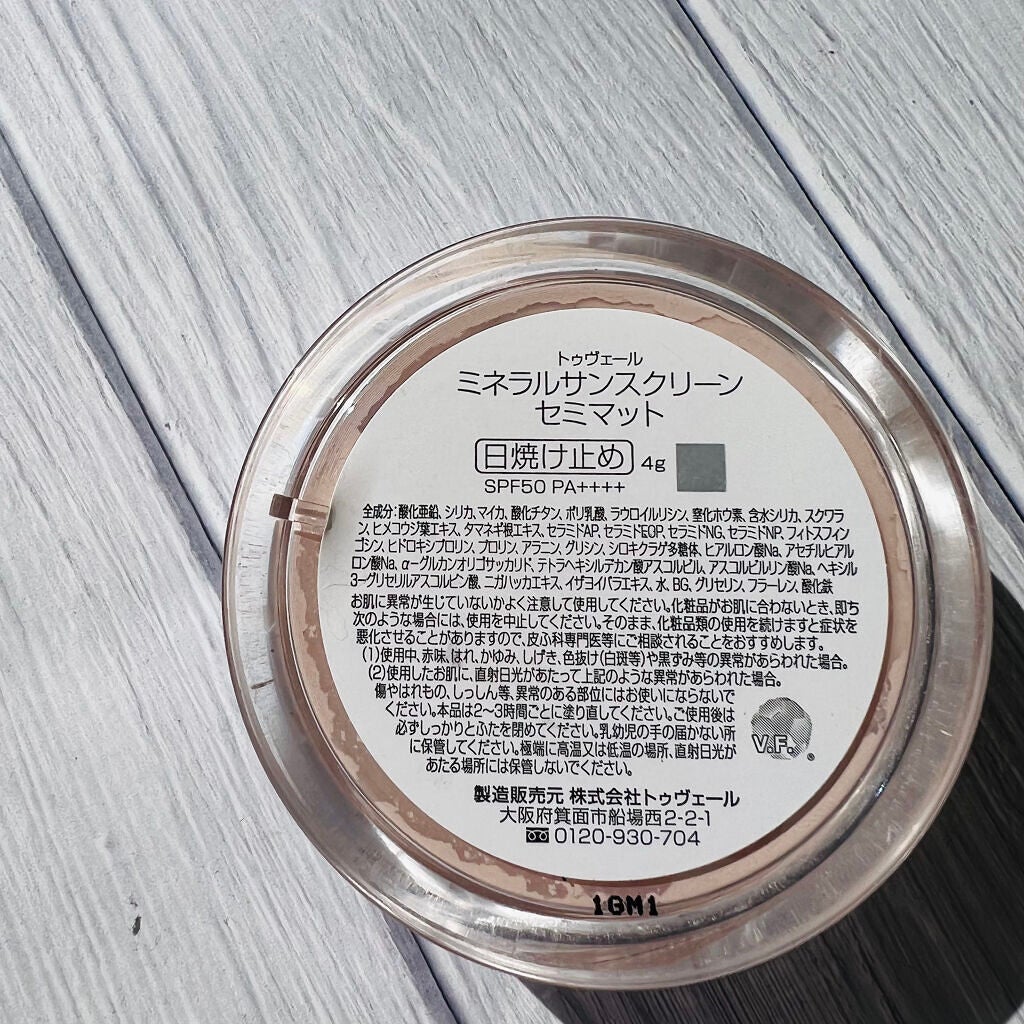 トゥヴェール
ミネラルサンスクリーン
セミマット
日焼け止め 4g
SPF50 PA++++
全成分:酸化亜鉛、シリカ、マイカ、酸化チタン、ポリ乳酸、ラウロイルリシン、窒化ホウ素、含水シリカ、スクワラ
ン、ヒメコウジ葉エキス、タマネギ根エキス、セラミドAP、セラミドEOP、セラミドNG、セラミドNP、フィトスフィン
ゴシン、ヒドロキシプロリン、プロリン、アラニン、グリシン、シロキクラゲ多糖体、ヒアルロン酸Na、アセチルヒアル
ロン酸Na、α-グルカンオリゴサッカリド、テトラヘキシルデカン酸アスコルビル、アスコルビルリン酸Na、ヘキシル
3-グリセリルアスコルビン酸、ニガハッカエキス、イザヨイバラエキス、水、BG、グリセリン、フラーレン、酸化鉄
お肌に異常が生じていないかよく注意して使用してください。化粧品がお肌に合わないとき、即ち
次のような場合には、使用を中止してください。そのまま、化粧品類の使用を続けますと症状を
悪化させることがありますので、皮ふ科専門医等にご相談されることをおすすめします。
(1)使用中、赤味、はれ、かゆみ、しげき、色抜け(白斑等)や黒ずみ等の異常があらわれた場合。
(2)使用したお肌に、直射日光があたって上記のような異常があらわれた場合。
傷やはれもの、しっしん等、異常のある部位にはお使いにならないで
ください。本品は2〜3時間ごとに塗り直してください。ご使用後は
必ずしっかりとふたを閉めてください。乳幼児の手の届かない所
に保管してください。極端に高温又は低温の場所、直射日光が
あたる場所には保管しないでください。
V.F.
製造販売元 株式会社トゥヴェール
大阪府箕面市船場西2-2-1
0120-930-704
1GM1